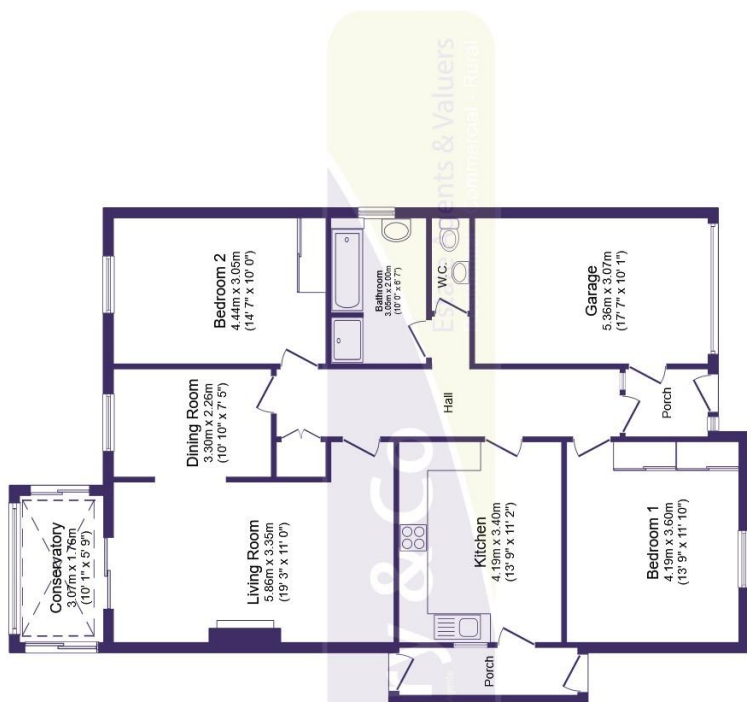 Bedroom 2
4.44m x 3.05m
(14' 7" x 10' 0")
Bathroom
3.05m x 2.00m
(10' 0" x 6' 7")
W.C.
Garage
5.36m x 3.07m
(17' 7" x 10' 1")
Dining Room
3.30m x 2.26m
(10' 10" x 7' 5")
Hall
Porch
Conservatory
3.07m x 1.76m
(10' 1" x 5' 9")
Living Room
5.86m x 3.35m
(19' 3" x 11' 0")
Kitchen
4.19m x 3.40m
(13' 9" x 11' 2")
Bedroom 1
4.19m x 3.60m
(13' 9" x 11' 10")
Porch
& Co
Estate Agents & Valuers
Commercial - Rural